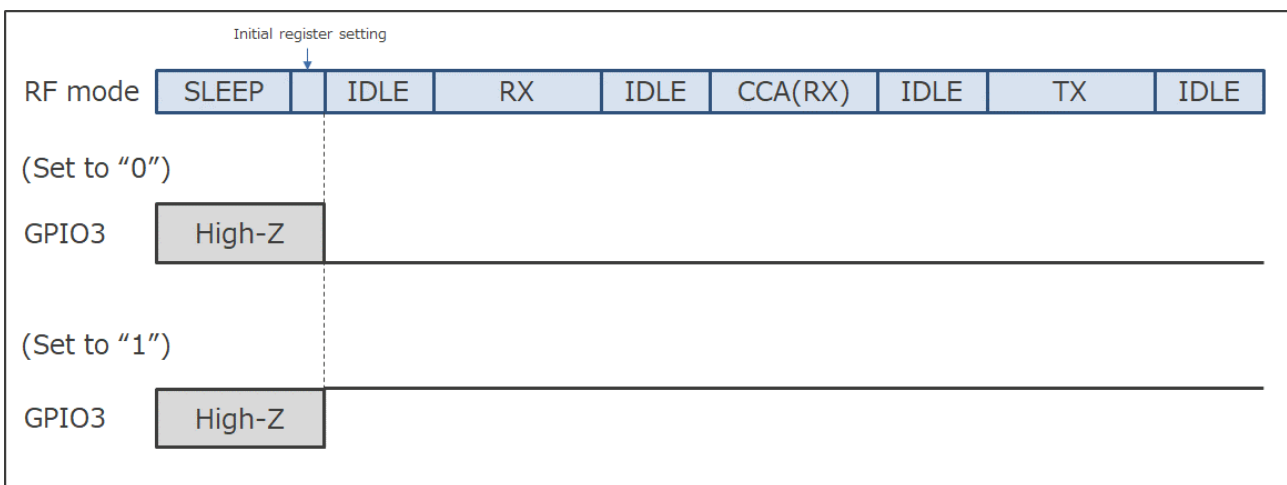 Initial register setting
RF mode SLEEP IDLE RX IDLE CCA(RX) IDLE TX IDLE
(Set to “0”)
GPIO3 High-Z
(Set to “1”)
GPIO3 High-Z